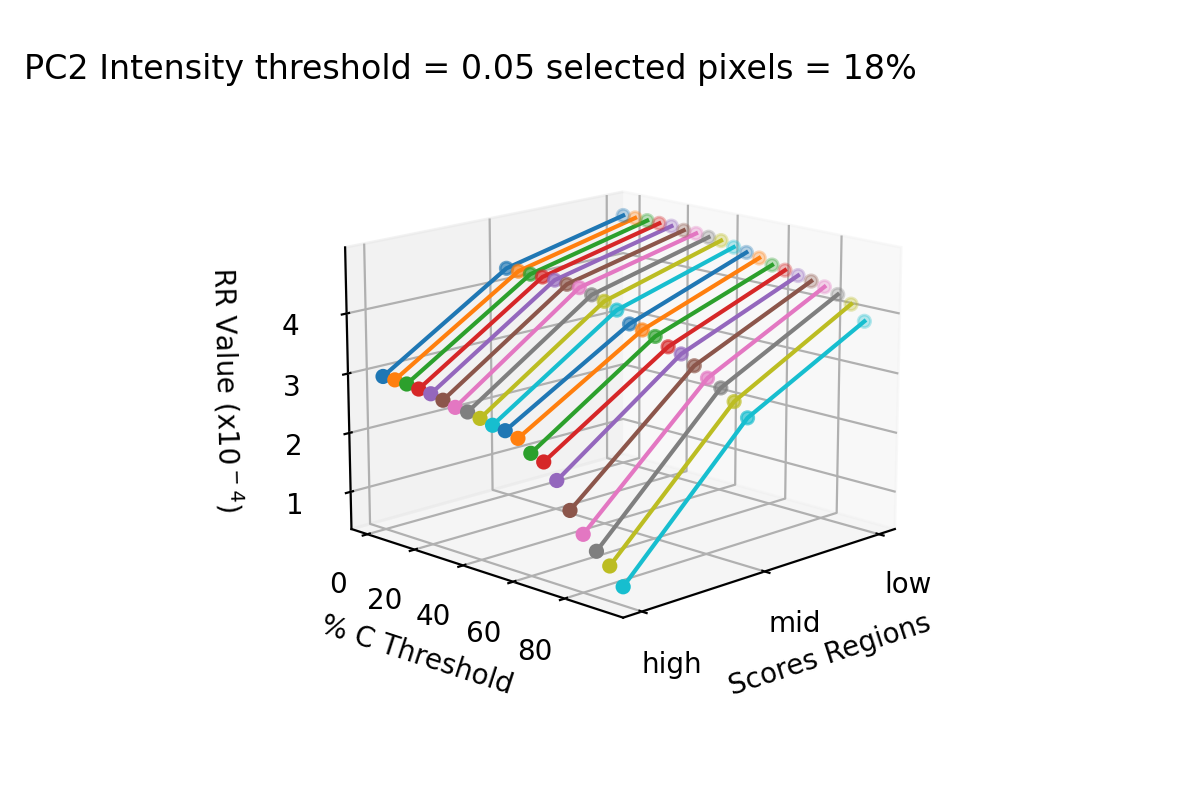 PC2 Intensity threshold = 0.05 selected pixels = 18%
RR Value (x10⁻⁴)
4
3
2
1
0
20
40
60
80
% C Threshold
low
mid
high
Scores Regions